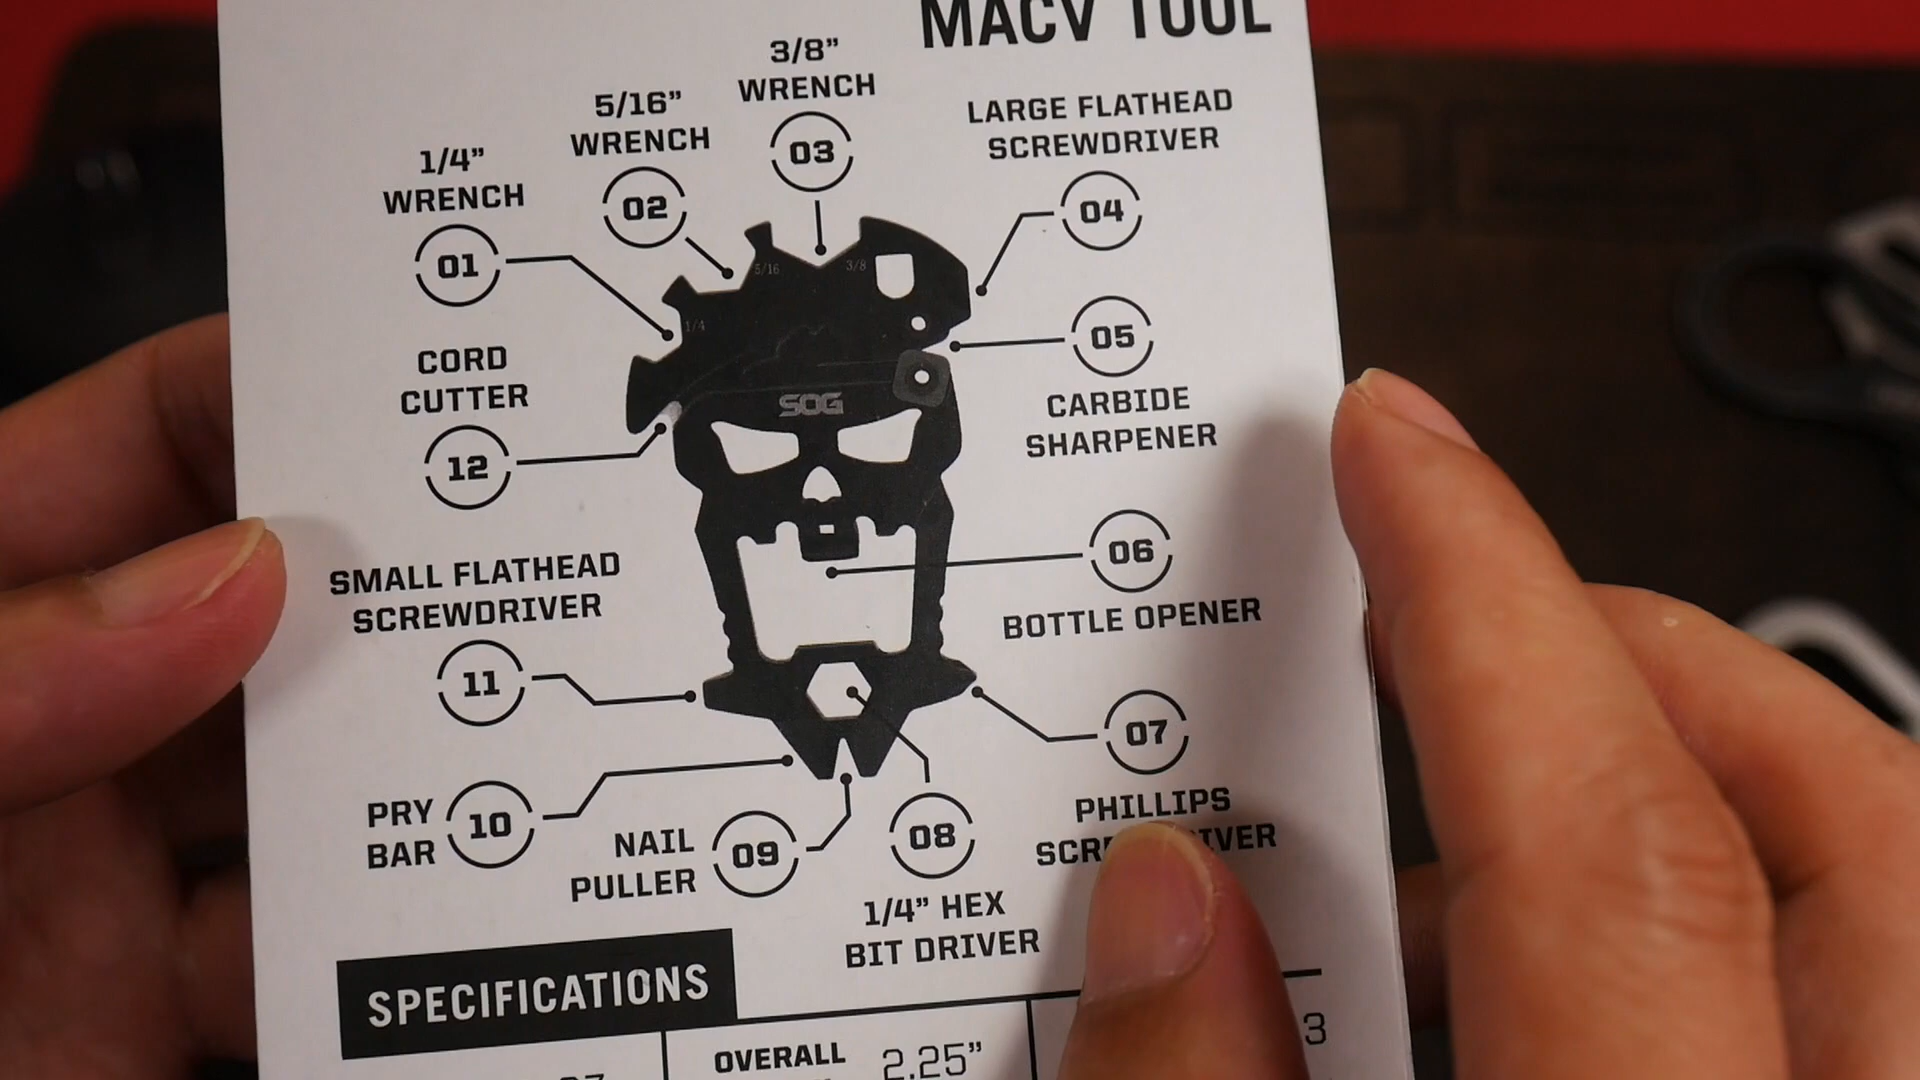 MACV TOOL
3/8”
WRENCH
5/16”
WRENCH
1/4”
WRENCH
LARGE FLATHEAD
SCREWDRIVER
03
02
04
01
5/16
3/8
1/4
05
CORD
CUTTER
CARBIDE
SHARPENER
SOG
12
06
SMALL FLATHEAD
SCREWDRIVER
BOTTLE OPENER
11
07
PHILLIPS
PRY
BAR
10
NAIL
PULLER
09
08
1/4” HEX
BIT DRIVER
SPECIFICATIONS
OVERALL
2.25”
3